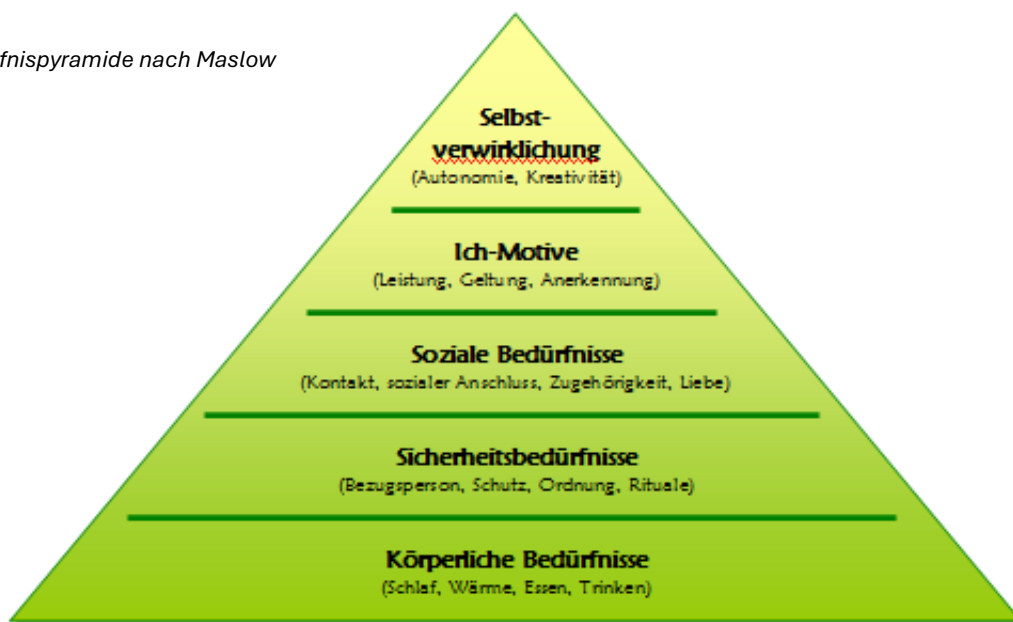 fnispyramide nach Maslow
Selbst-
verwirklichung
(Autonomie, Kreativität)
Ich-Motive
(Leistung, Geltung, Anerkennung)
Soziale Bedürfnisse
(Kontakt, sozialer Anschluss, Zugehörigkeit, Liebe)
Sicherheitsbedürfnisse
(Bezugsperson, Schutz, Ordnung, Rituale)
Körperliche Bedürfnisse
(Schlaf, Wärme, Essen, Trinken)